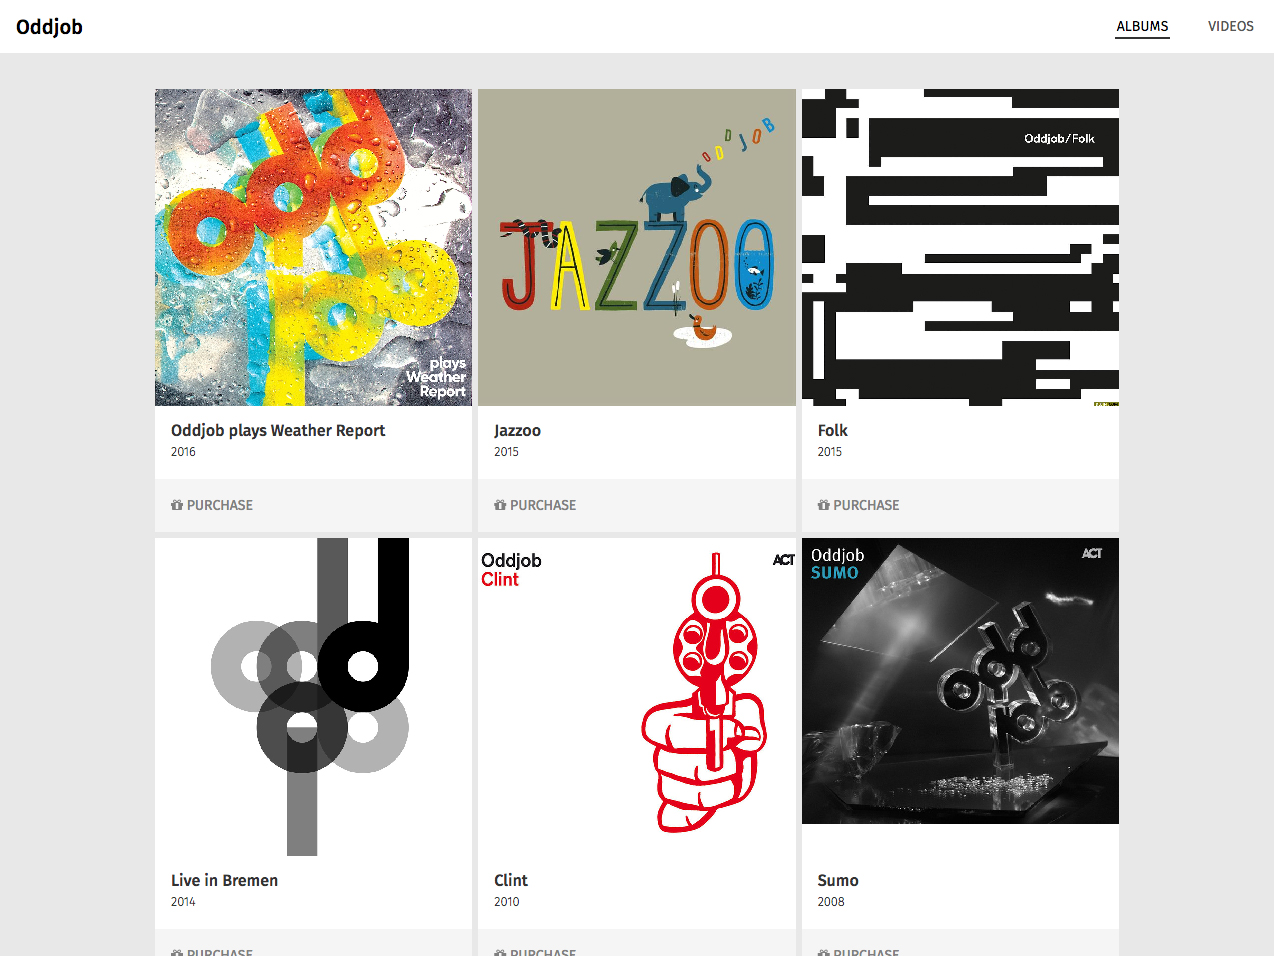 Oddjob
ALBUMS
VIDEOS
plays
Weather
Report
ODDJOB
JAZZOO
Oddjob/Folk
Oddjob plays Weather Report
2016
Jazzoo
2015
Folk
2015
PURCHASE
PURCHASE
PURCHASE
Oddjob
Clint
ACT
Oddjob
SUMO
ACT
Live in Bremen
2014
Clint
2010
Sumo
2008
PURCHASE
PURCHASE
PURCHASE